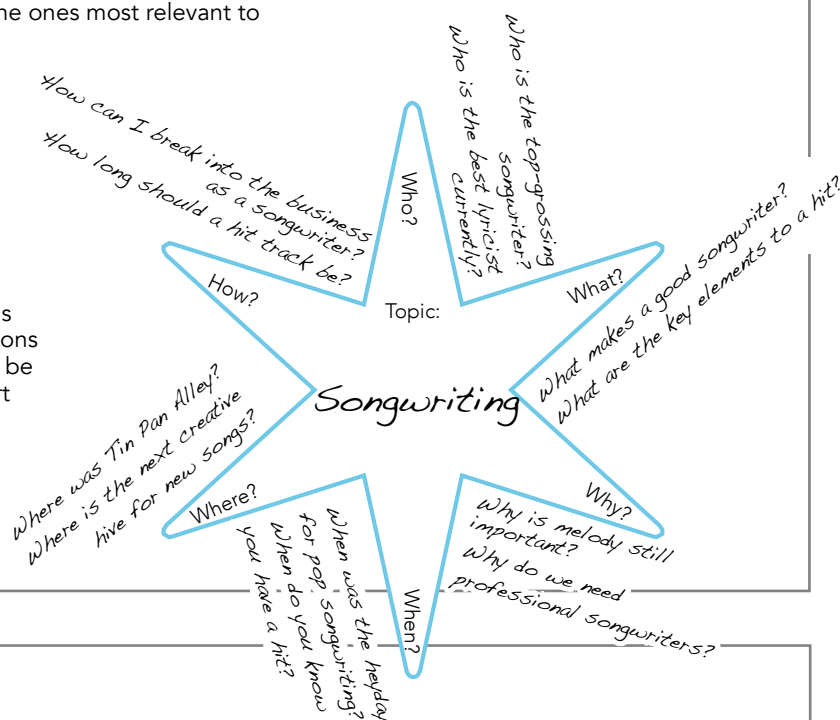 ne ones most relevant to
Who?
Who is the top-grossing
songwriter?
Who is the best lyricist
currently?
What?
What makes a good songwriter?
What are the key elements to a hit?
How can I break into the business
as a songwriter?
How long should a hit track be?
How?
Topic:
Songwriting
s
ons
be
rt
Where was Tin Pan Alley?
Where is the next creative
hive for new songs?
Where?
Why?
Why is melody still
important?
Why do we need
professional songwriters?
When?
When was the heyday
for pop songwriting?
When do you know
you have a hit?